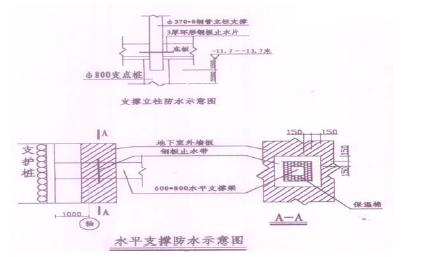 ф370*8钢管立柱支撑
3厚环形钢板止水片
底板
-11.7--13.7米
ф800支点桩
支撑立柱防水示意图
A
150
150
支护桩
地下室外墙板
钢板止水带
600*800水平支撑梁
150
150
保温棉
1000
A
轴
A-A
水平支撑防水示意图